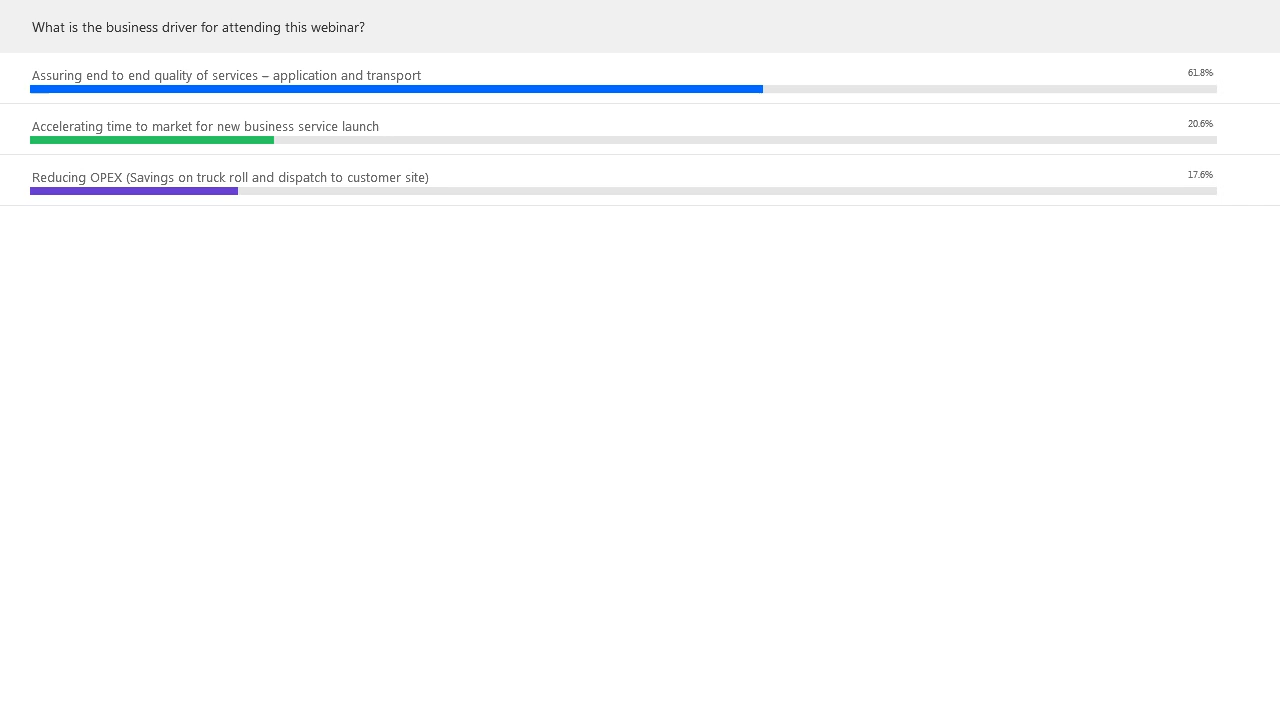 What is the business driver for attending this webinar?
Assuring end to end quality of services – application and transport
61.8%
Accelerating time to market for new business service launch
20.6%
Reducing OPEX (Savings on truck roll and dispatch to customer site)
17.6%